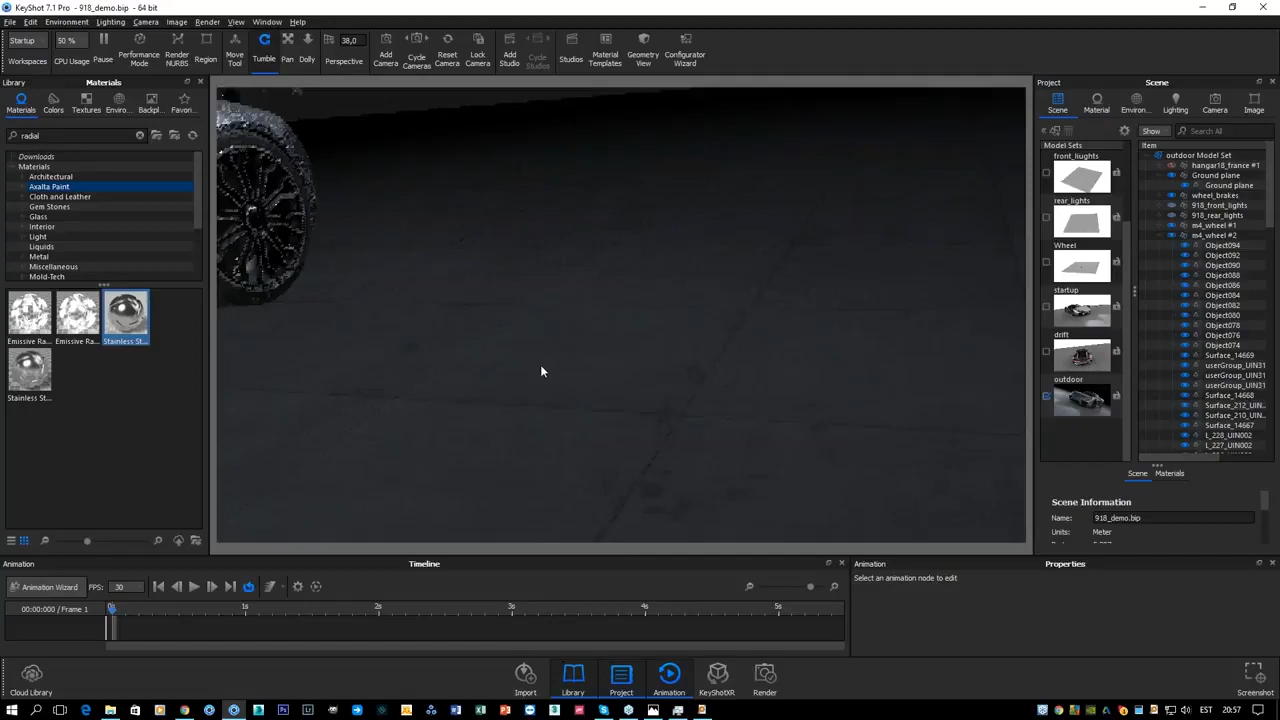 KeyShot 7.1 Pro - 918_demo.bip - 64 bit
File Edit Environment Lighting Camera Image Render View Window Help
Startup 50 % 38,0
Workspaces CPU Usage Pause Performance Mode Render NURBS Region Move Tool Tumble Pan Dolly Perspective Add Camera Cycle Cameras Reset Camera Lock Camera Add Studio Cycle Studios Studios Material Templates Geometry View Configurator Wizard
Library Materials
Materials Colors Textures Enviro... Backpl... Favori...
radial
Downloads
Materials
Architectural
Axalta Paint
Cloth and Leather
Gem Stones
Glass
Interior
Light
Liquids
Metal
Miscellaneous
Mold-Tech
Emissive Ra... Emissive Ra... Stainless St...
Stainless St...
Project Scene
Scene Material Environ... Lighting Camera Image
Show Search All
Model Sets
front_liughts
rear_lights
Wheel
startup
drift
outdoor
Item
outdoor Model Set
hangar18_france #1
Ground plane
Ground plane
wheel_brakes
918_front_lights
918_rear_lights
m4_wheel #1
m4_wheel #2
Object094
Object092
Object090
Object088
Object086
Object084
Object082
Object080
Object078
Object076
Object074
Surface_14669
userGroup_UIN31
userGroup_UIN31
userGroup_UIN31
Surface_14668
Surface_212_UIN...
Surface_210_UIN...
Surface_14667
L_228_UIN002
L_227_UIN002
Scene Materials
Scene Information
Name: 918_demo.bip
Units: Meter
Animation Timeline
Animation Wizard FPS: 30
00:00:000 / Frame 1 0s 1s 2s 3s 4s 5s
Animation Properties
Select an animation node to edit
Cloud Library Import Library Project Animation KeyShotXR Render Screenshot
EST 20:57